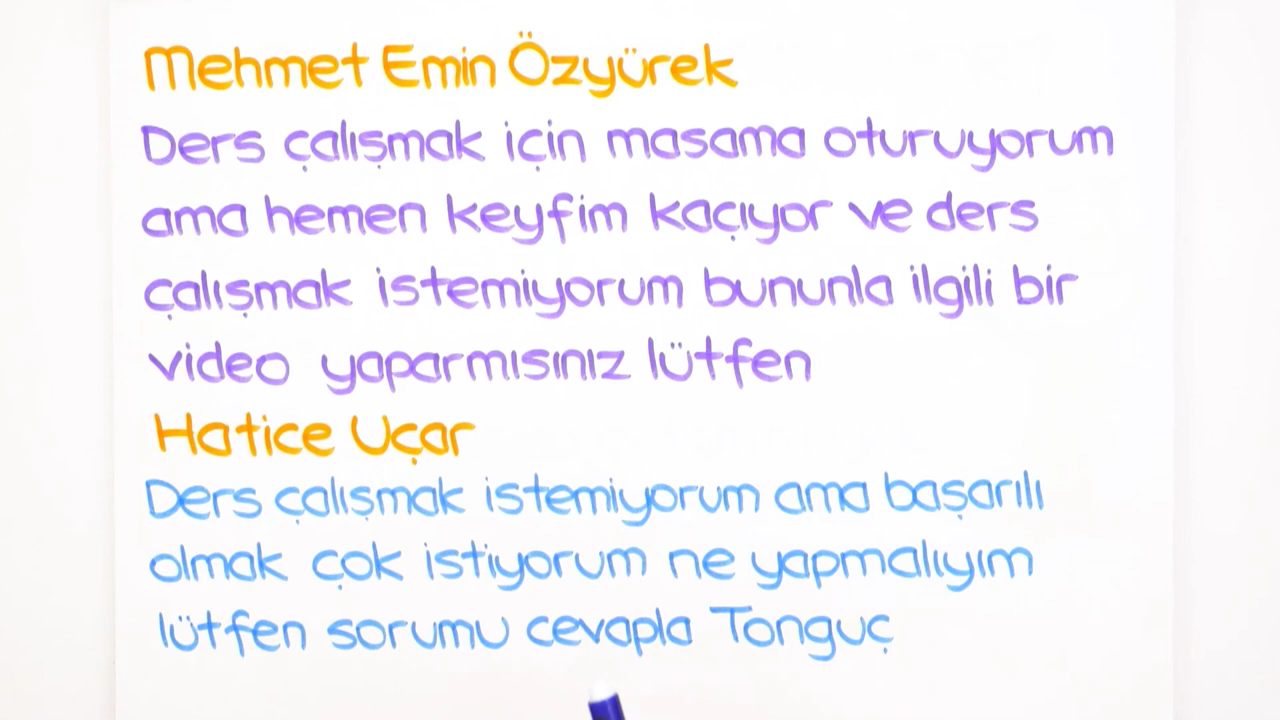 Mehmet Emin Özyürek
Ders çalışmak için masama oturuyorum
ama hemen keyfim kaçıyor ve ders
çalışmak istemiyorum bununla ilgili bir
video yaparmısınız lütfen
Hatice Uçar
Ders çalışmak istemiyorum ama başarılı
olmak çok istiyorum ne yapmalıyım
lütfen sorumu cevapla Tonguç